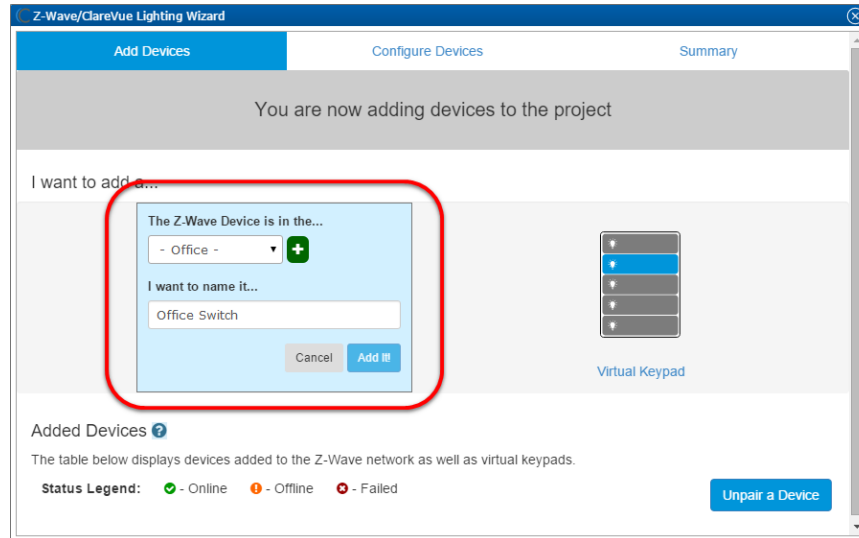 Z-Wave/ClareVue Lighting Wizard
Add Devices
Configure Devices
Summary
You are now adding devices to the project
I want to add a...
The Z-Wave Device is in the...
- Office -
I want to name it...
Office Switch
Cancel
Add It!
Virtual Keypad
Added Devices
The table below displays devices added to the Z-Wave network as well as virtual keypads.
Status Legend: - Online - Offline - Failed
Unpair a Device